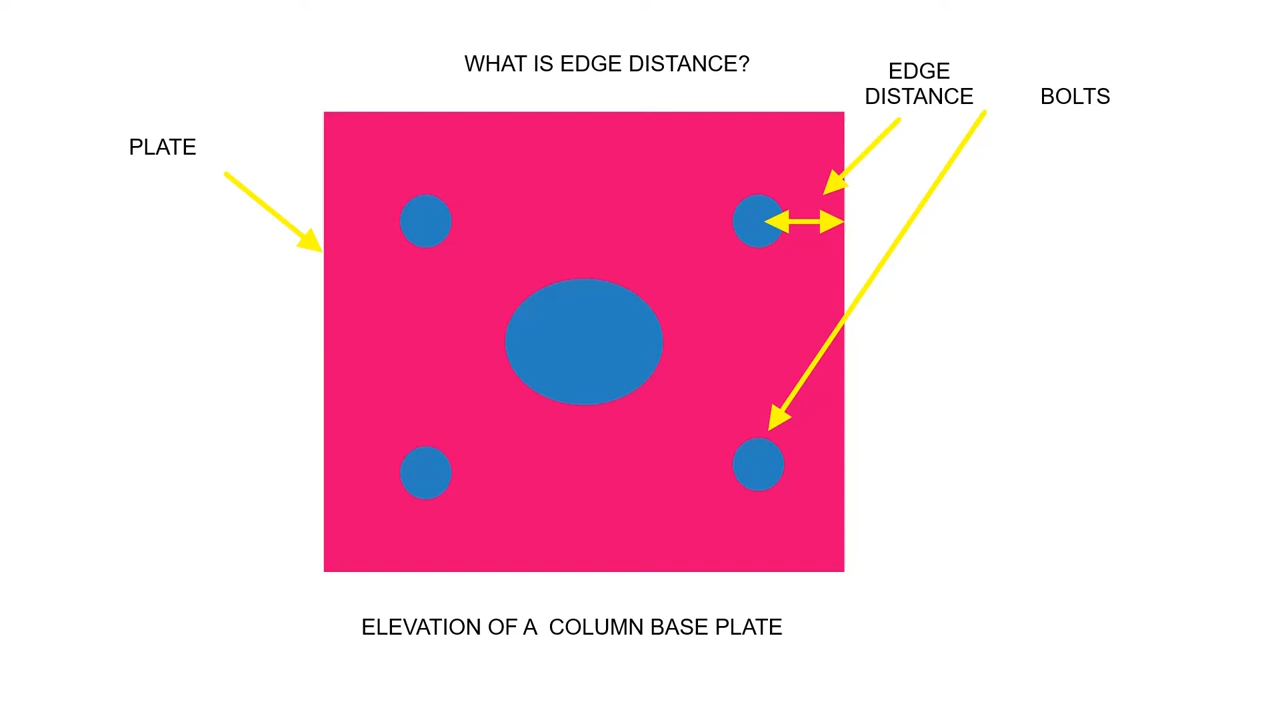 WHAT IS EDGE DISTANCE?
EDGE
DISTANCE
BOLTS
PLATE
ELEVATION OF A  COLUMN BASE PLATE